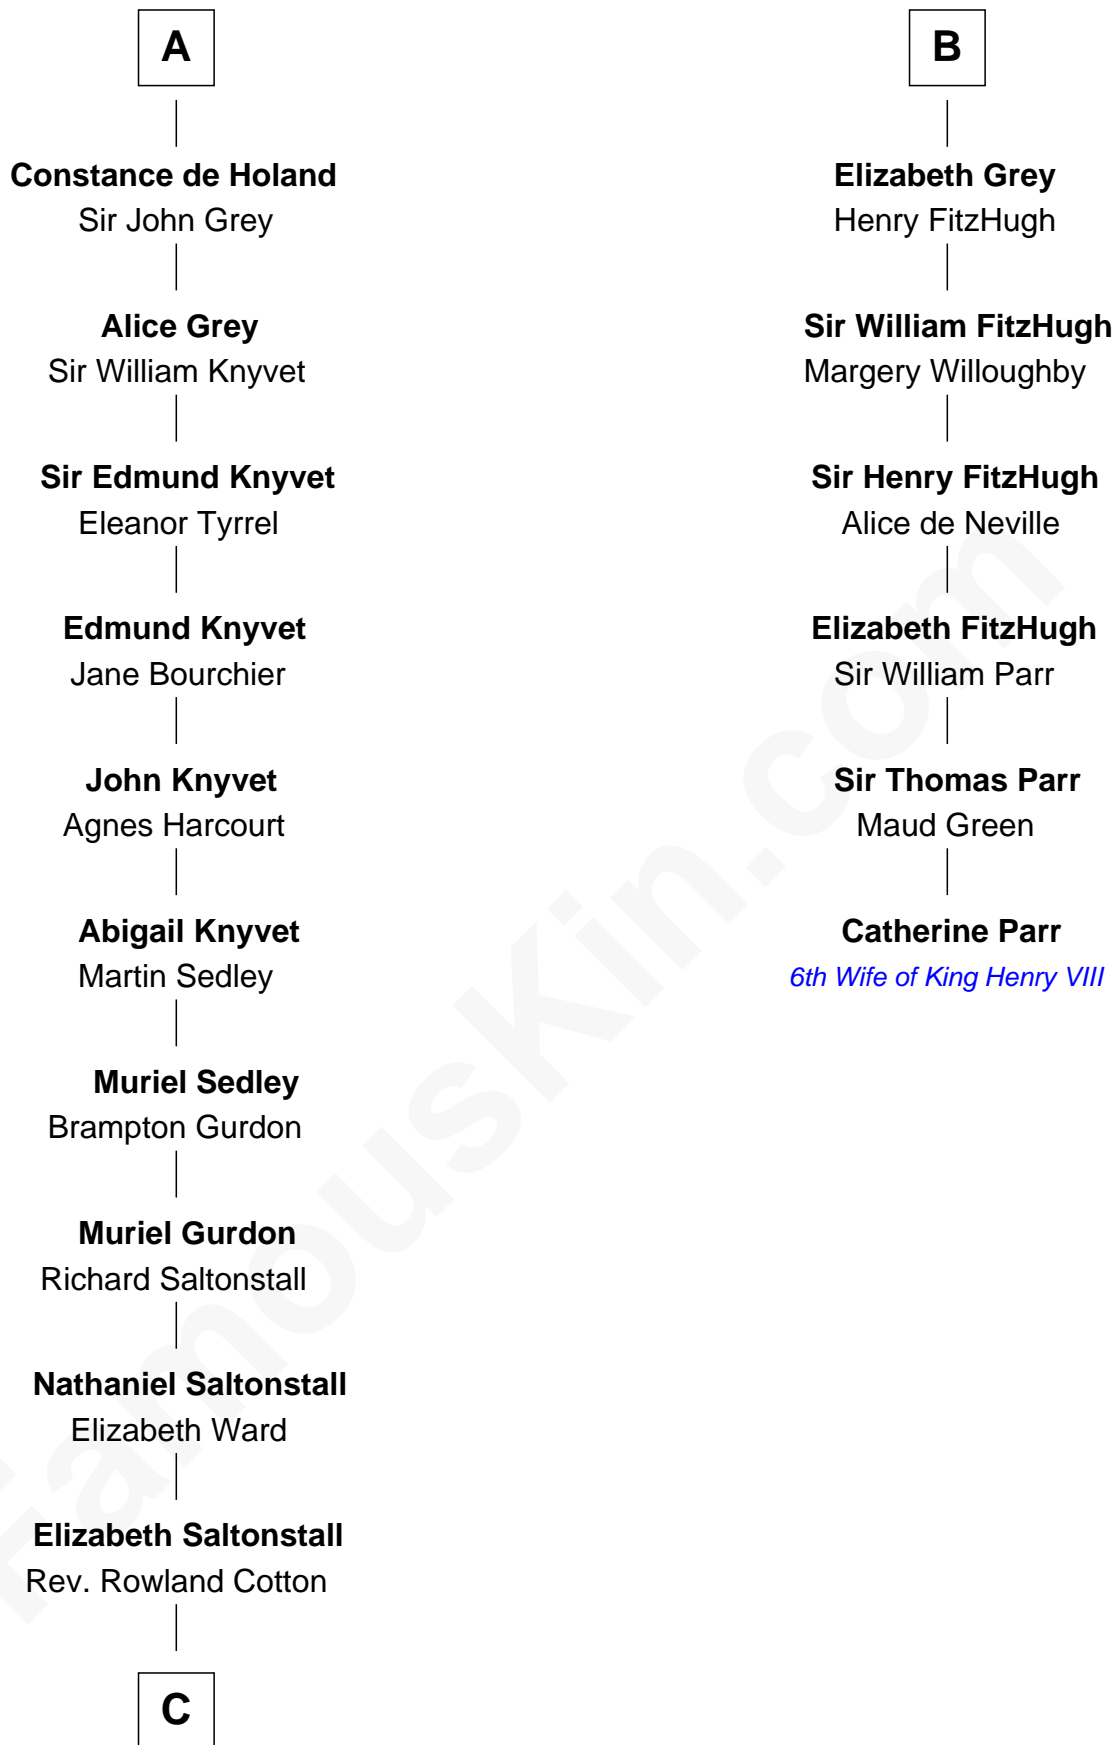 A
Constance de Holand
Sir John Grey
Alice Grey
Sir William Knyvet
Sir Edmund Knyvet
Eleanor Tyrrel
Edmund Knyvet
Jane Bourchier
John Knyvet
Agnes Harcourt
Abigail Knyvet
Martin Sedley
Muriel Sedley
Brampton Gurdon
Muriel Gurdon
Richard Saltonstall
Nathaniel Saltonstall
Elizabeth Ward
Elizabeth Saltonstall
Rev. Rowland Cotton
C
B
Elizabeth Grey
Henry FitzHugh
Sir William FitzHugh
Margery Willoughby
Sir Henry FitzHugh
Alice de Neville
Elizabeth FitzHugh
Sir William Parr
Sir Thomas Parr
Maud Green
Catherine Parr
6th Wife of King Henry VIII
FamousKin.com